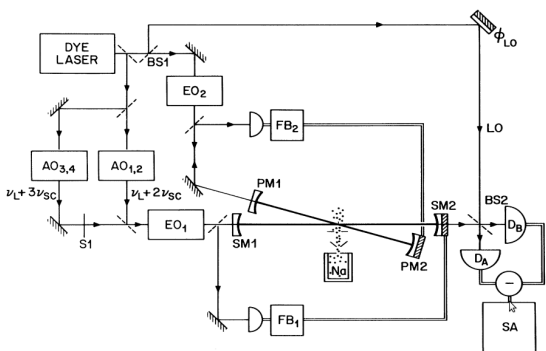 DYE
LASER
BS1
ϕLO
EO2
AO3,4
AO1,2
FB2
LO
νL+3νSC
νL+2νSC
PM1
SM2
BS2
DB
S1
EO1
SM1
PM2
DA
Na
−
FB1
SA